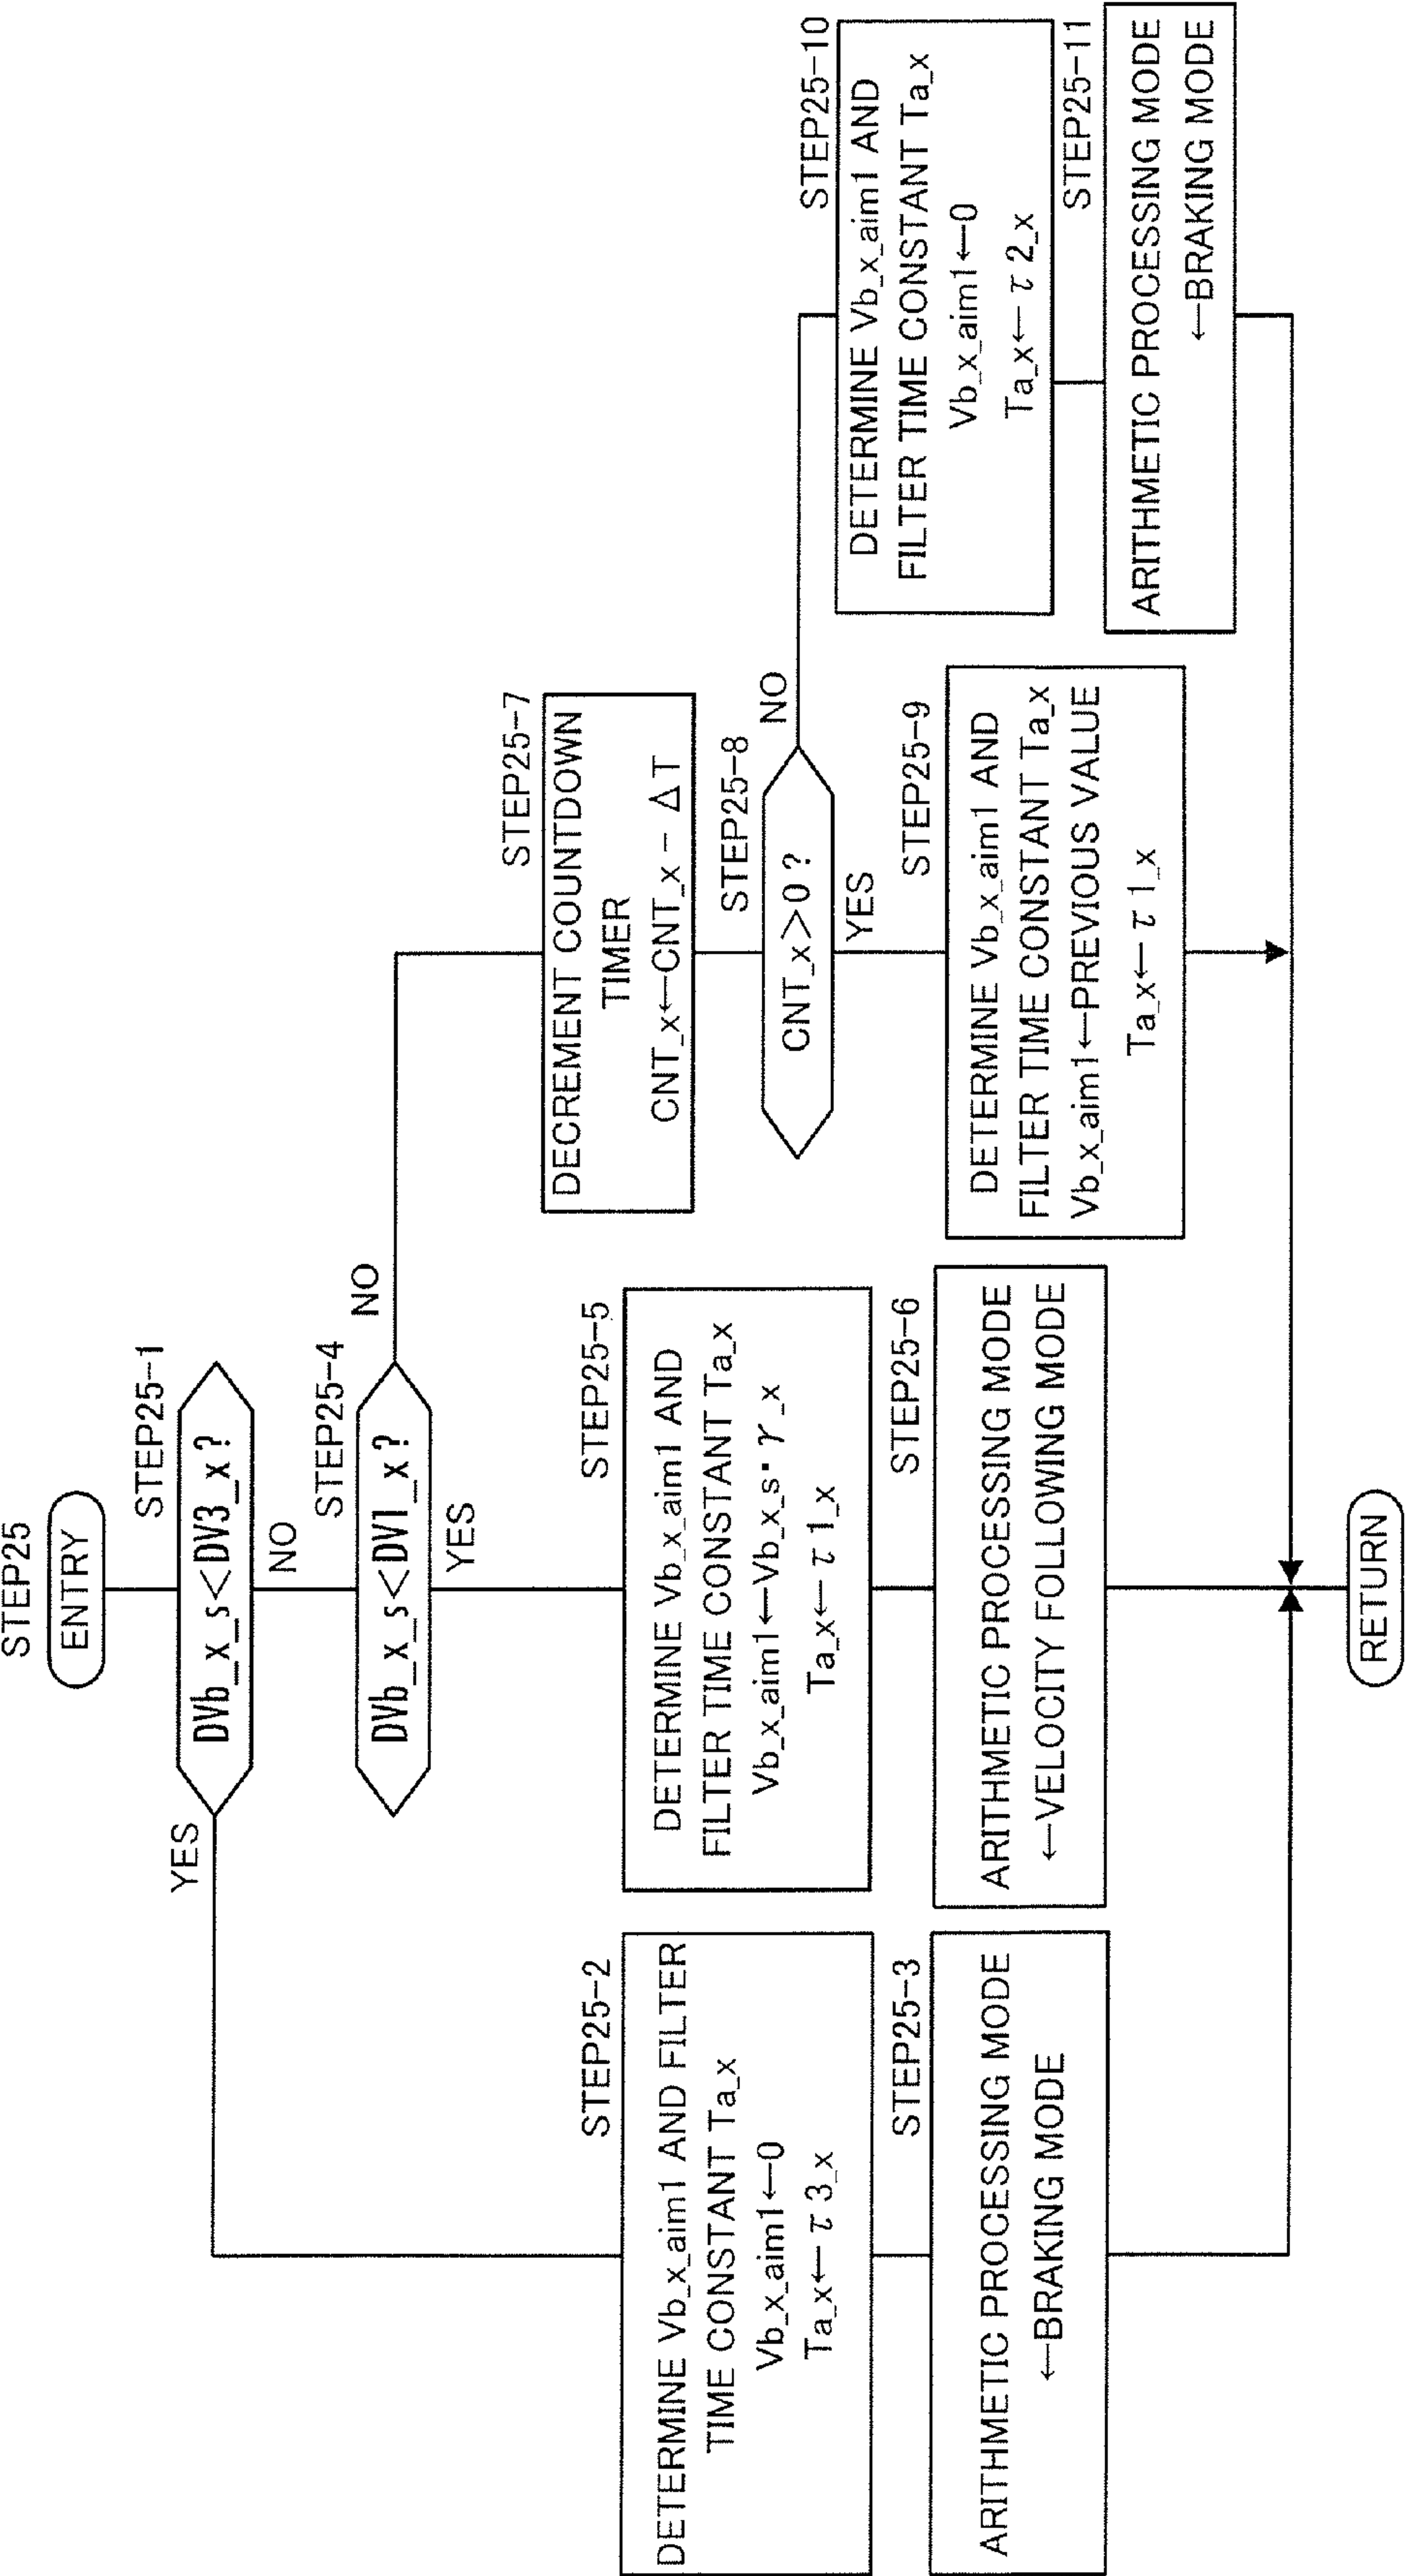 STEP25
ENTRY
STEP25-1
DVb_x_s<DV3_x?
YES
NO
STEP25-4
DVb_x_s<DV1_x?
NO
YES
STEP25-2
DETERMINE Vb_x_aim1 AND FILTER
TIME CONSTANT Ta_x
Vb_x_aim1←0
Ta_x←τ3_x
STEP25-3
ARITHMETIC PROCESSING MODE
←BRAKING MODE
STEP25-5
DETERMINE Vb_x_aim1 AND
FILTER TIME CONSTANT Ta_x
Vb_x_aim1←Vb_x_s・γ_x
Ta_x←τ1_x
STEP25-6
ARITHMETIC PROCESSING MODE
←VELOCITY FOLLOWING MODE
STEP25-7
DECREMENT COUNTDOWN
TIMER
CNT_x←CNT_x-ΔT
STEP25-8
CNT_x>0?
NO
YES
STEP25-9
DETERMINE Vb_x_aim1 AND
FILTER TIME CONSTANT Ta_x
Vb_x_aim1←PREVIOUS VALUE
Ta_x←τ1_x
STEP25-10
DETERMINE Vb_x_aim1 AND
FILTER TIME CONSTANT Ta_x
Vb_x_aim1←0
Ta_x←τ2_x
STEP25-11
ARITHMETIC PROCESSING MODE
←BRAKING MODE
RETURN